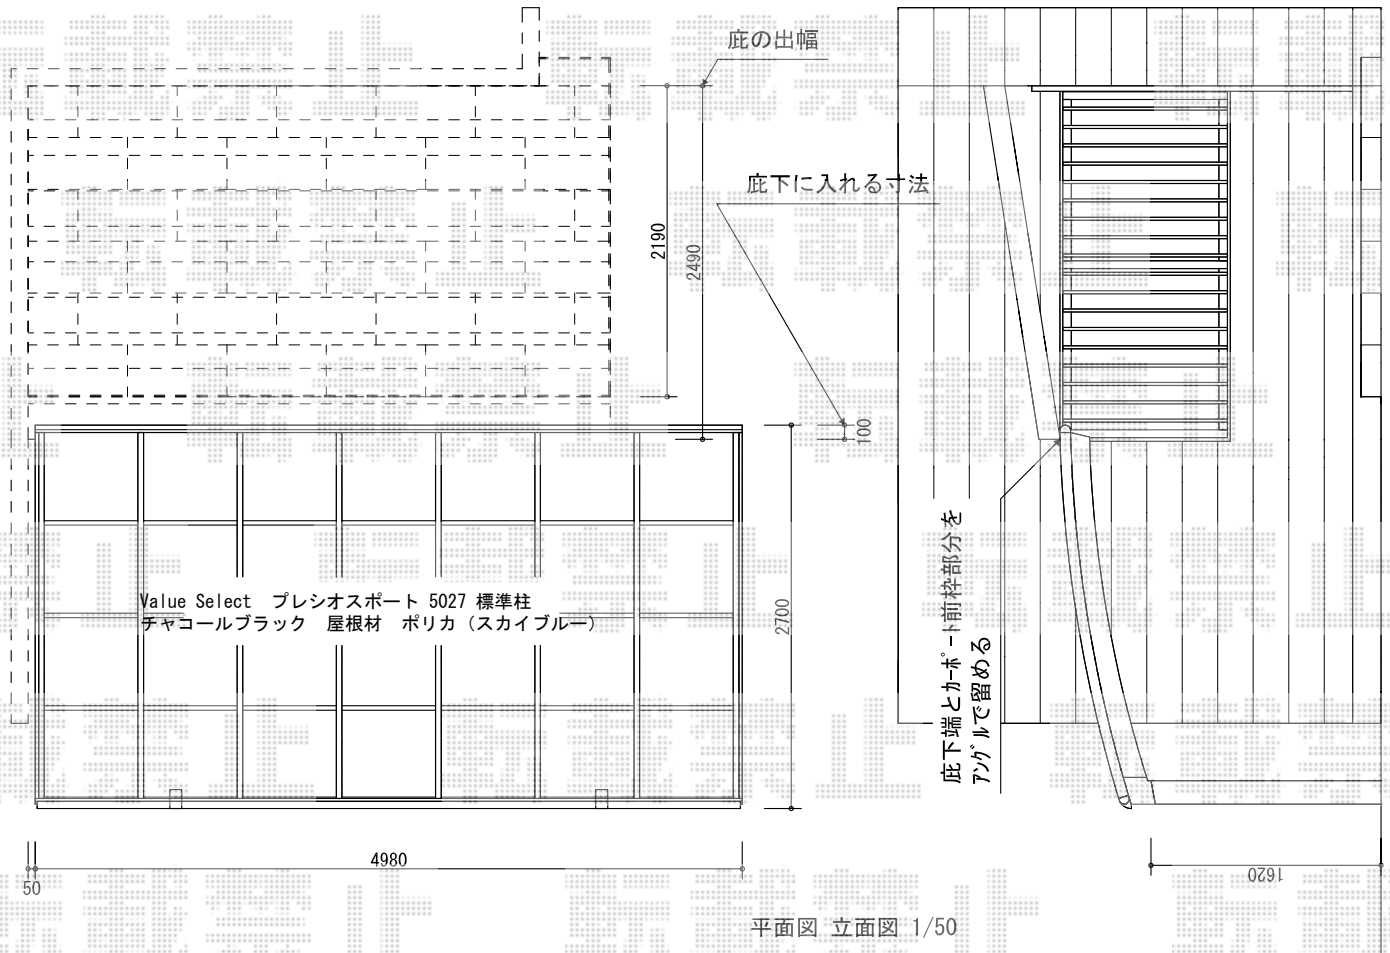 庇の出幅
庇下に入れる寸法
2190
2490
100
2700
Value Select　プレシオスポート 5027 標準柱
チャコールブラック　屋根材　ポリカ（スカイブルー）
庇下端とカーポート前枠部分を
アングルで留める
4980
50
1620
平面図 立面図 1/50
転載禁止